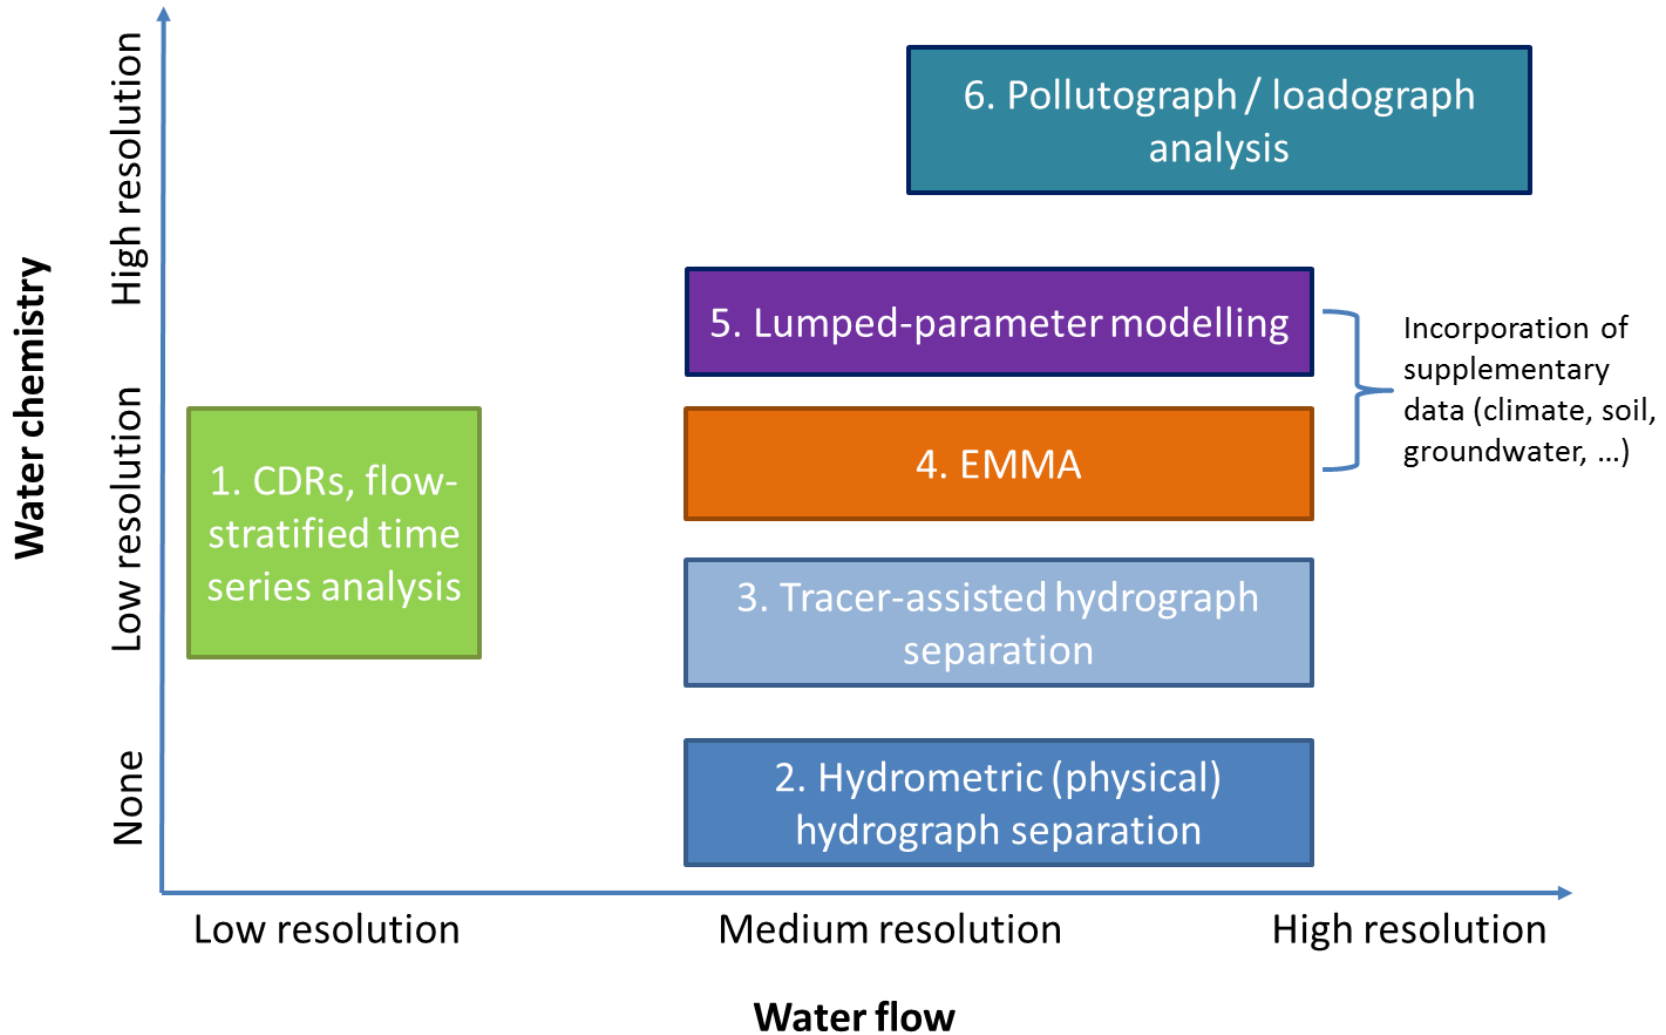 6. Pollutograph / loadograph
analysis
5. Lumped-parameter modelling
Incorporation of
supplementary
data (climate, soil,
groundwater, ...)
4. EMMA
1. CDRs, flow-
stratified time
series analysis
3. Tracer-assisted hydrograph
separation
2. Hydrometric (physical)
hydrograph separation
Water chemistry
High resolution
Low resolution
None
Low resolution
Medium resolution
High resolution
Water flow